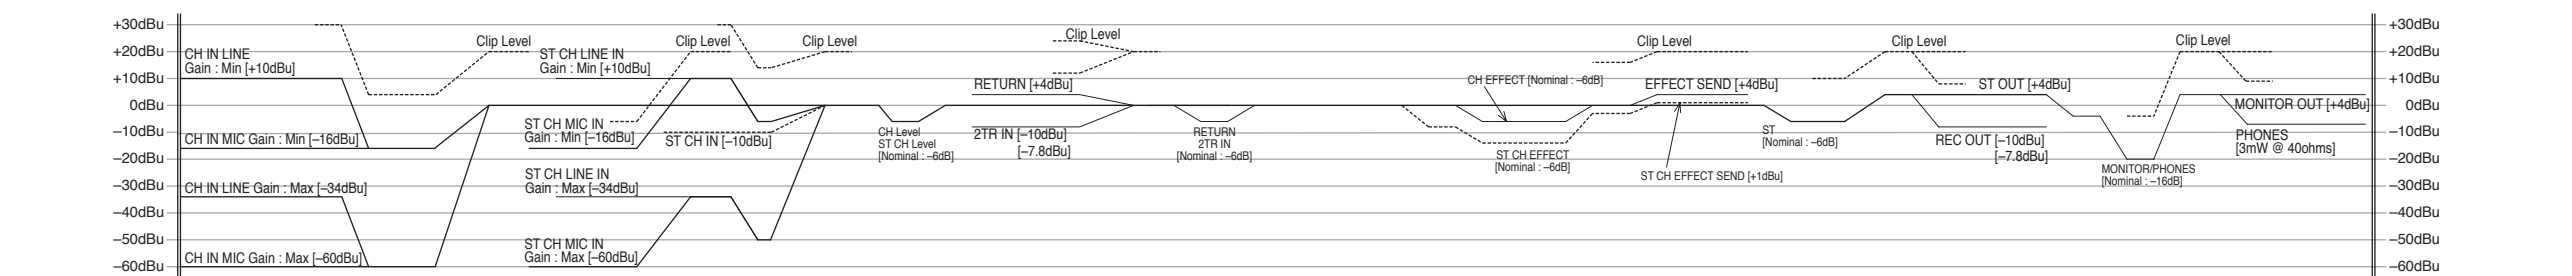 +30dBu
+20dBu
+10dBu
0dBu
–10dBu
–20dBu
–30dBu
–40dBu
–50dBu
–60dBu
CH IN LINE
Gain : Min [+10dBu]
CH IN MIC Gain : Min [–16dBu]
CH IN LINE Gain : Max [–34dBu]
CH IN MIC Gain : Max [–60dBu]
Clip Level
ST CH LINE IN
Gain : Min [+10dBu]
ST CH MIC IN
Gain : Min [–16dBu]
ST CH LINE IN
Gain : Max [–34dBu]
ST CH MIC IN
Gain : Max [–60dBu]
Clip Level
ST CH IN [–10dBu]
Clip Level
CH Level
ST CH Level
[Nominal : –6dB]
RETURN [+4dBu]
2TR IN [–10dBu]
[–7.8dBu]
Clip Level
RETURN
2TR IN
[Nominal : –6dB]
CH EFFECT [Nominal : –6dB]
ST CH EFFECT
[Nominal : –6dB]
Clip Level
EFFECT SEND [+4dBu]
ST CH EFFECT SEND [+1dBu]
ST
[Nominal : –6dB]
Clip Level
ST OUT [+4dBu]
REC OUT [–10dBu]
[–7.8dBu]
MONITOR/PHONES
[Nominal : –16dB]
Clip Level
MONITOR OUT [+4dBu]
PHONES
[3mW @ 40ohms]
+30dBu
+20dBu
+10dBu
0dBu
–10dBu
–20dBu
–30dBu
–40dBu
–50dBu
–60dBu